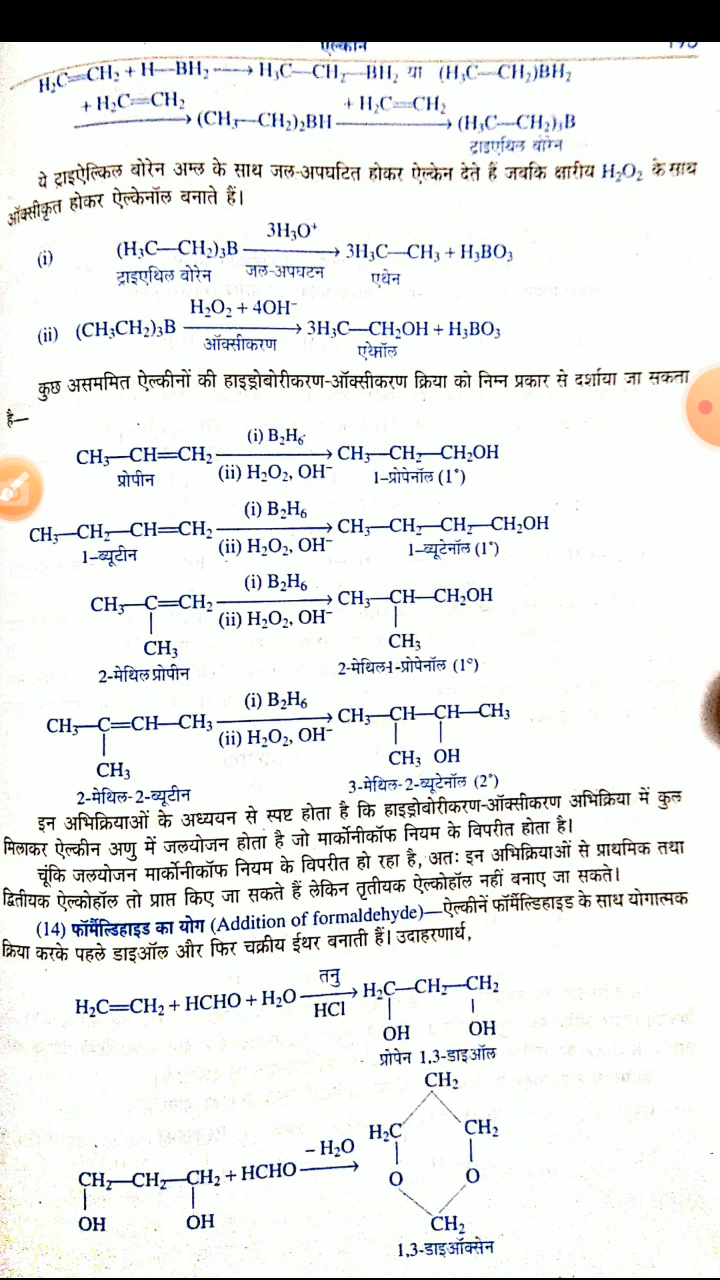 ऐल्कीन
H₂C=CH₂ + H—BH₂ → H₃C—CH₂—BH₂ या (H₃C—CH₂)BH₂
+ H₂C=CH₂ → (CH₃—CH₂)₂BH + H₂C=CH₂ → (H₃C—CH₂)₃B
ट्राइएथिल बोरेन
ये ट्राइऐल्किल बोरेन अम्ल के साथ जल-अपघटित होकर ऐल्केन देते हैं जबकि क्षारीय H₂O₂ के साथ
ऑक्सीकृत होकर ऐल्केनॉल बनाते हैं।
3H₃O⁺
(i) (H₃C—CH₂)₃B → 3H₃C—CH₃ + H₃BO₃
ट्राइएथिल बोरेन जल-अपघटन एथेन
H₂O₂ + 4OH⁻
(ii) (CH₃CH₂)₃B → 3H₃C—CH₂OH + H₃BO₃
ऑक्सीकरण एथेनॉल
कुछ असममित ऐल्कीनों की हाइड्रोबोरीकरण-ऑक्सीकरण क्रिया को निम्न प्रकार से दर्शाया जा सकता
है—
(i) B₂H₆
CH₃—CH=CH₂ → CH₃—CH₂—CH₂OH
प्रोपीन (ii) H₂O₂, OH⁻ 1-प्रोपेनॉल (1°)
(i) B₂H₆
CH₃—CH₂—CH=CH₂ → CH₃—CH₂—CH₂—CH₂OH
1-ब्यूटीन (ii) H₂O₂, OH⁻ 1-ब्यूटेनॉल (1°)
(i) B₂H₆
CH₃—C=CH₂ → CH₃—CH—CH₂OH
(ii) H₂O₂, OH⁻
CH₃ CH₃
2-मेथिल प्रोपीन 2-मेथिल-1-प्रोपेनॉल (1°)
(i) B₂H₆
CH₃—C=CH—CH₃ → CH₃—CH—CH—CH₃
(ii) H₂O₂, OH⁻
CH₃ CH₃ OH
2-मेथिल-2-ब्यूटीन 3-मेथिल-2-ब्यूटेनॉल (2°)
इन अभिक्रियाओं के अध्ययन से स्पष्ट होता है कि हाइड्रोबोरीकरण-ऑक्सीकरण अभिक्रिया में कुल
मिलाकर ऐल्कीन अणु में जलयोजन होता है जो मार्कोनीकॉफ नियम के विपरीत होता है।
चूंकि जलयोजन मार्कोनीकॉफ नियम के विपरीत हो रहा है, अतः इन अभिक्रियाओं से प्राथमिक तथा
द्वितीयक ऐल्कोहॉल तो प्राप्त किए जा सकते हैं लेकिन तृतीयक ऐल्कोहॉल नहीं बनाए जा सकते।
(14) फॉर्मेल्डिहाइड का योग (Addition of formaldehyde)—ऐल्कीनें फॉर्मेल्डिहाइड के साथ योगात्मक
क्रिया करके पहले डाइऑल और फिर चक्रीय ईथर बनाती हैं। उदाहरणार्थ,
तनु
H₂C=CH₂ + HCHO + H₂O → H₂C—CH₂—CH₂
HCl
OH OH
प्रोपेन 1,3-डाइऑल
CH₂
H₂C CH₂
– H₂O
CH₂—CH₂—CH₂ + HCHO →
O O
OH OH
CH₂
1,3-डाइऑक्सेन